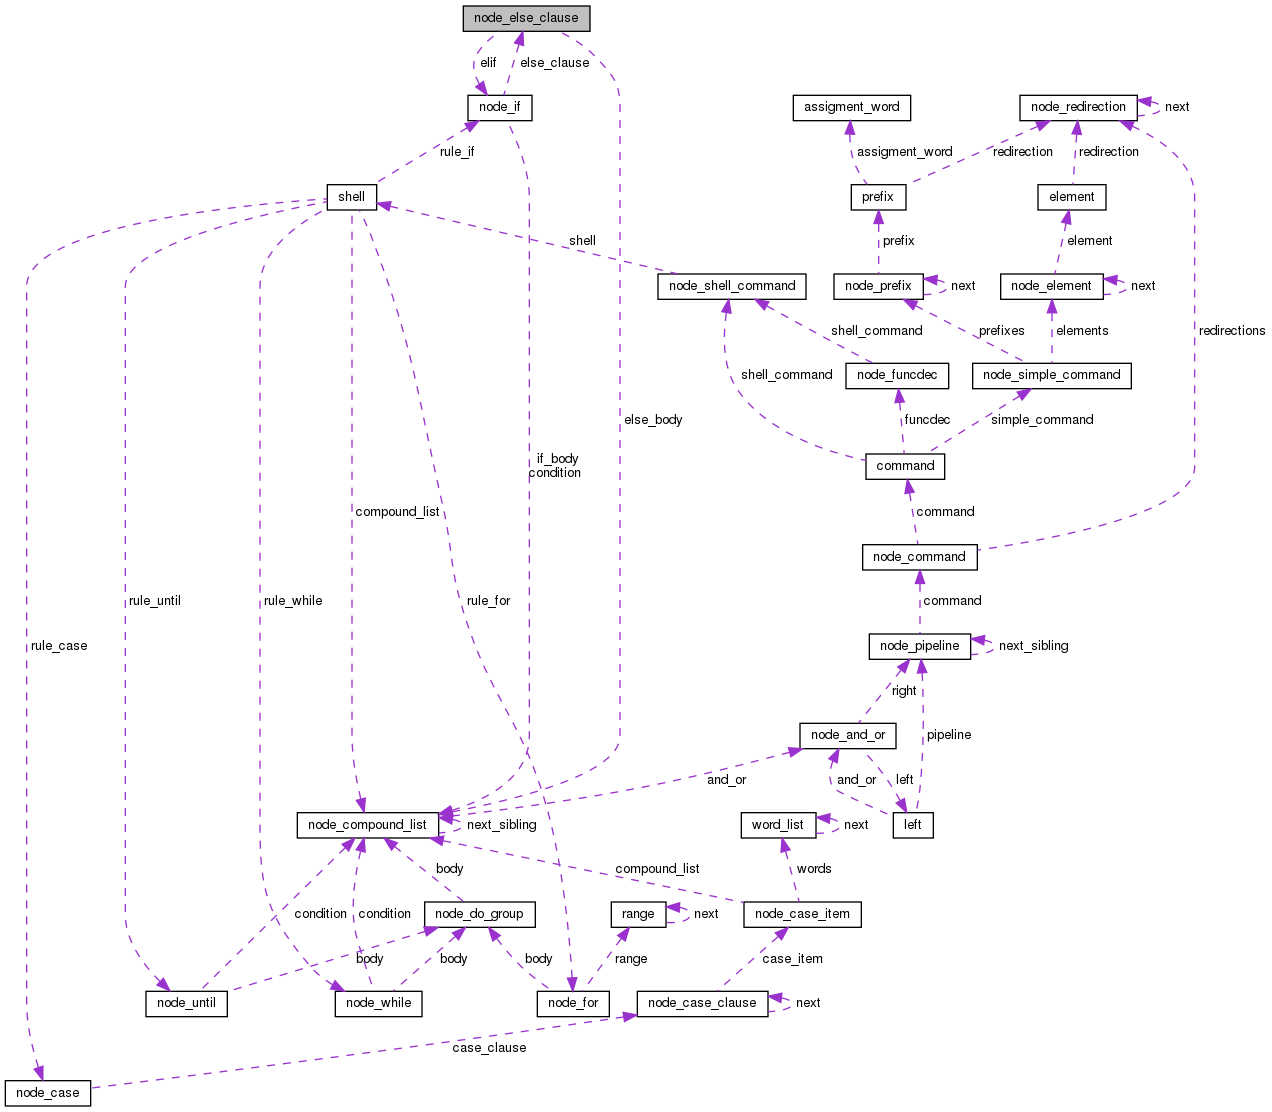 node_else_clause
elif
else_clause
node_if
assigment_word
node_redirection
next
rule_if
assigment_word
redirection
redirection
shell
prefix
element
shell
prefix
element
node_shell_command
node_prefix
next
node_element
next
shell_command
prefixes
elements
redirections
shell_command
node_funcdec
node_simple_command
else_body
funcdec
simple_command
if_body
condition
command
compound_list
command
node_command
rule_until
rule_while
rule_for
command
rule_case
node_pipeline
next_sibling
right
node_and_or
pipeline
and_or
and_or
left
node_compound_list
next_sibling
word_list
next
left
body
compound_list
words
condition
condition
node_do_group
range
next
node_case_item
body
body
body
range
case_item
node_until
node_while
node_for
node_case_clause
next
case_clause
node_case